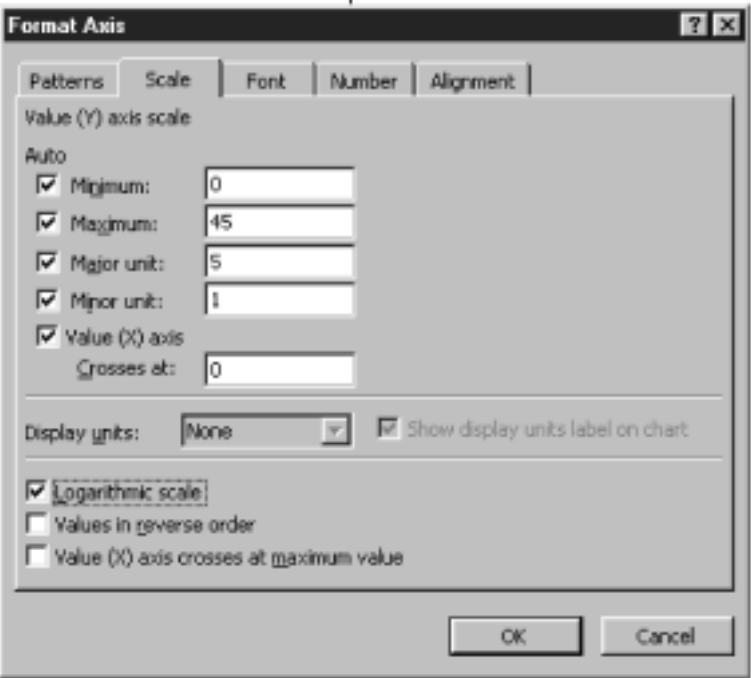 Format Axis
Patterns Scale Font Number Alignment
Value (Y) axis scale
Auto
Minimum: 0
Maximum: 45
Major unit: 5
Minor unit: 1
Value (X) axis
Crosses at: 0
Display units: None Show display units label on chart
Logarithmic scale
Values in reverse order
Value (X) axis crosses at maximum value
OK Cancel